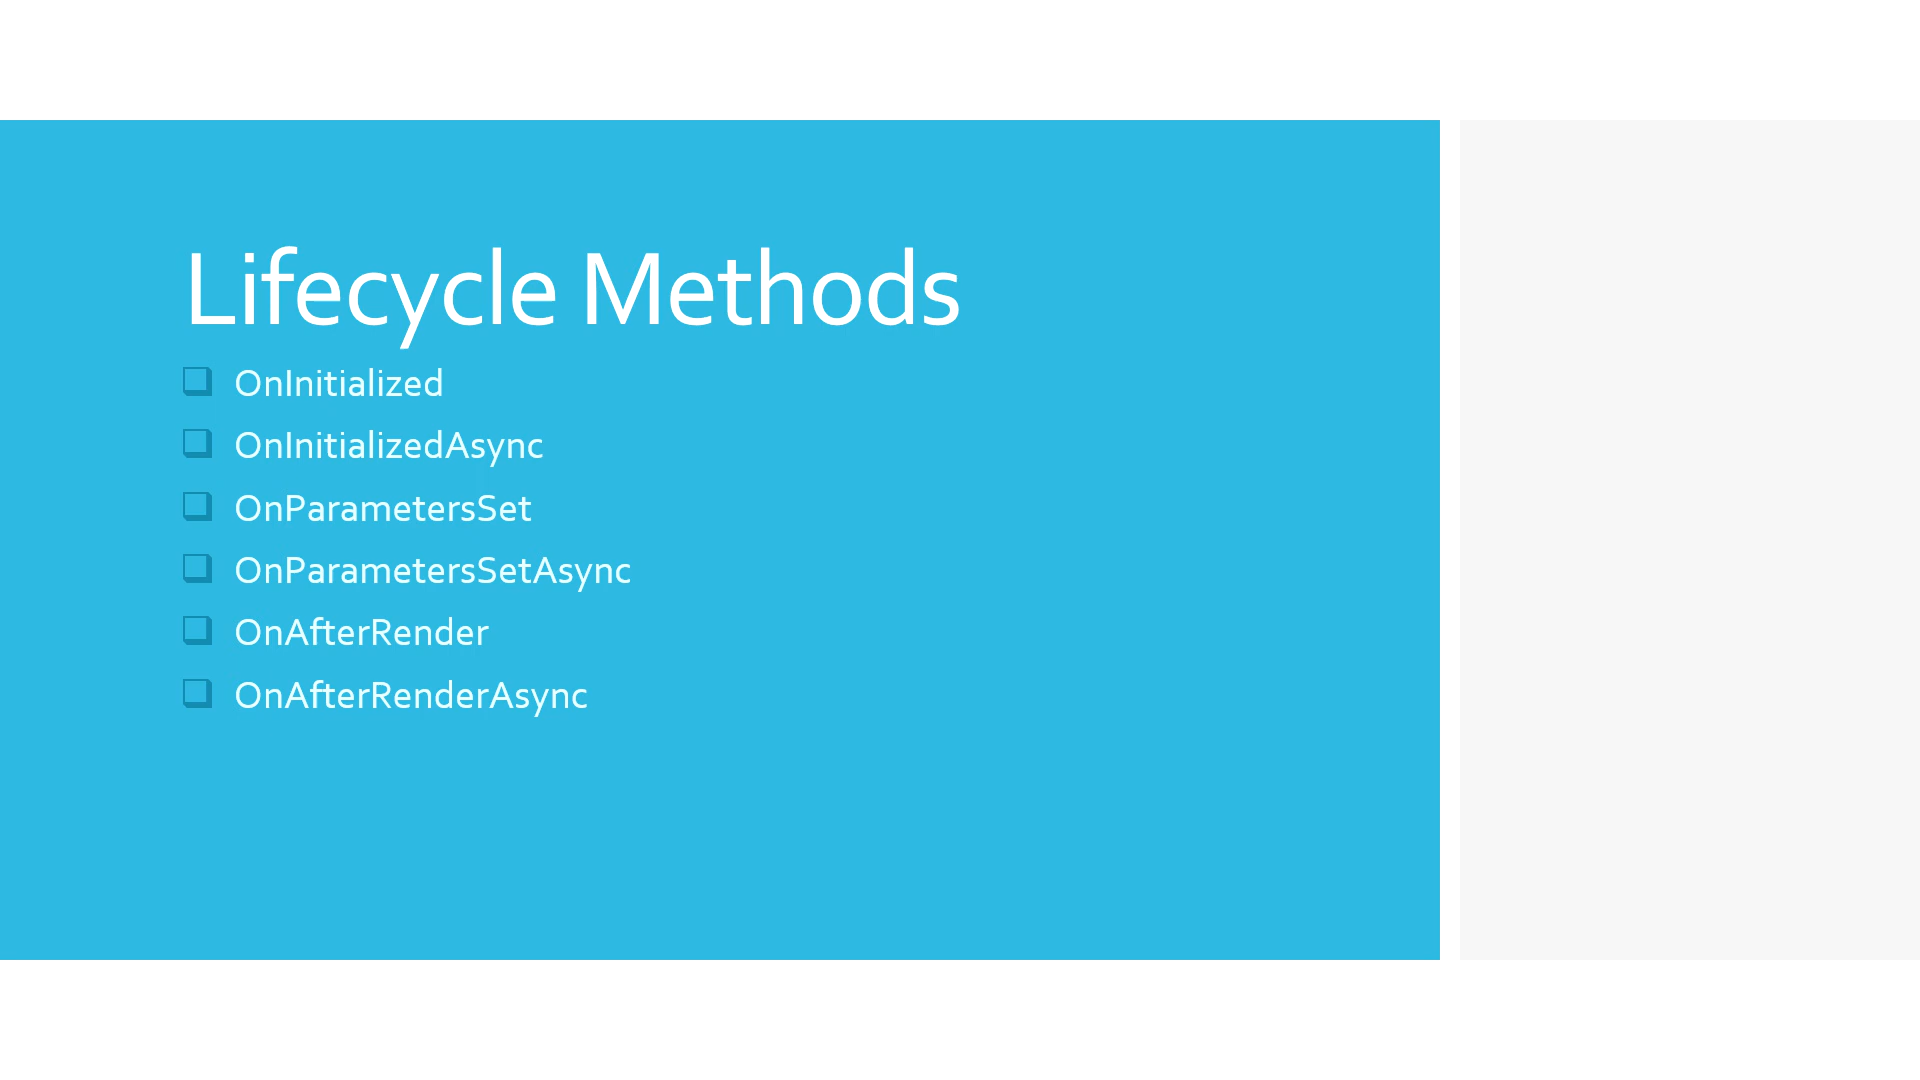 Lifecycle Methods
OnInitialized
OnInitializedAsync
OnParametersSet
OnParametersSetAsync
OnAfterRender
OnAfterRenderAsync